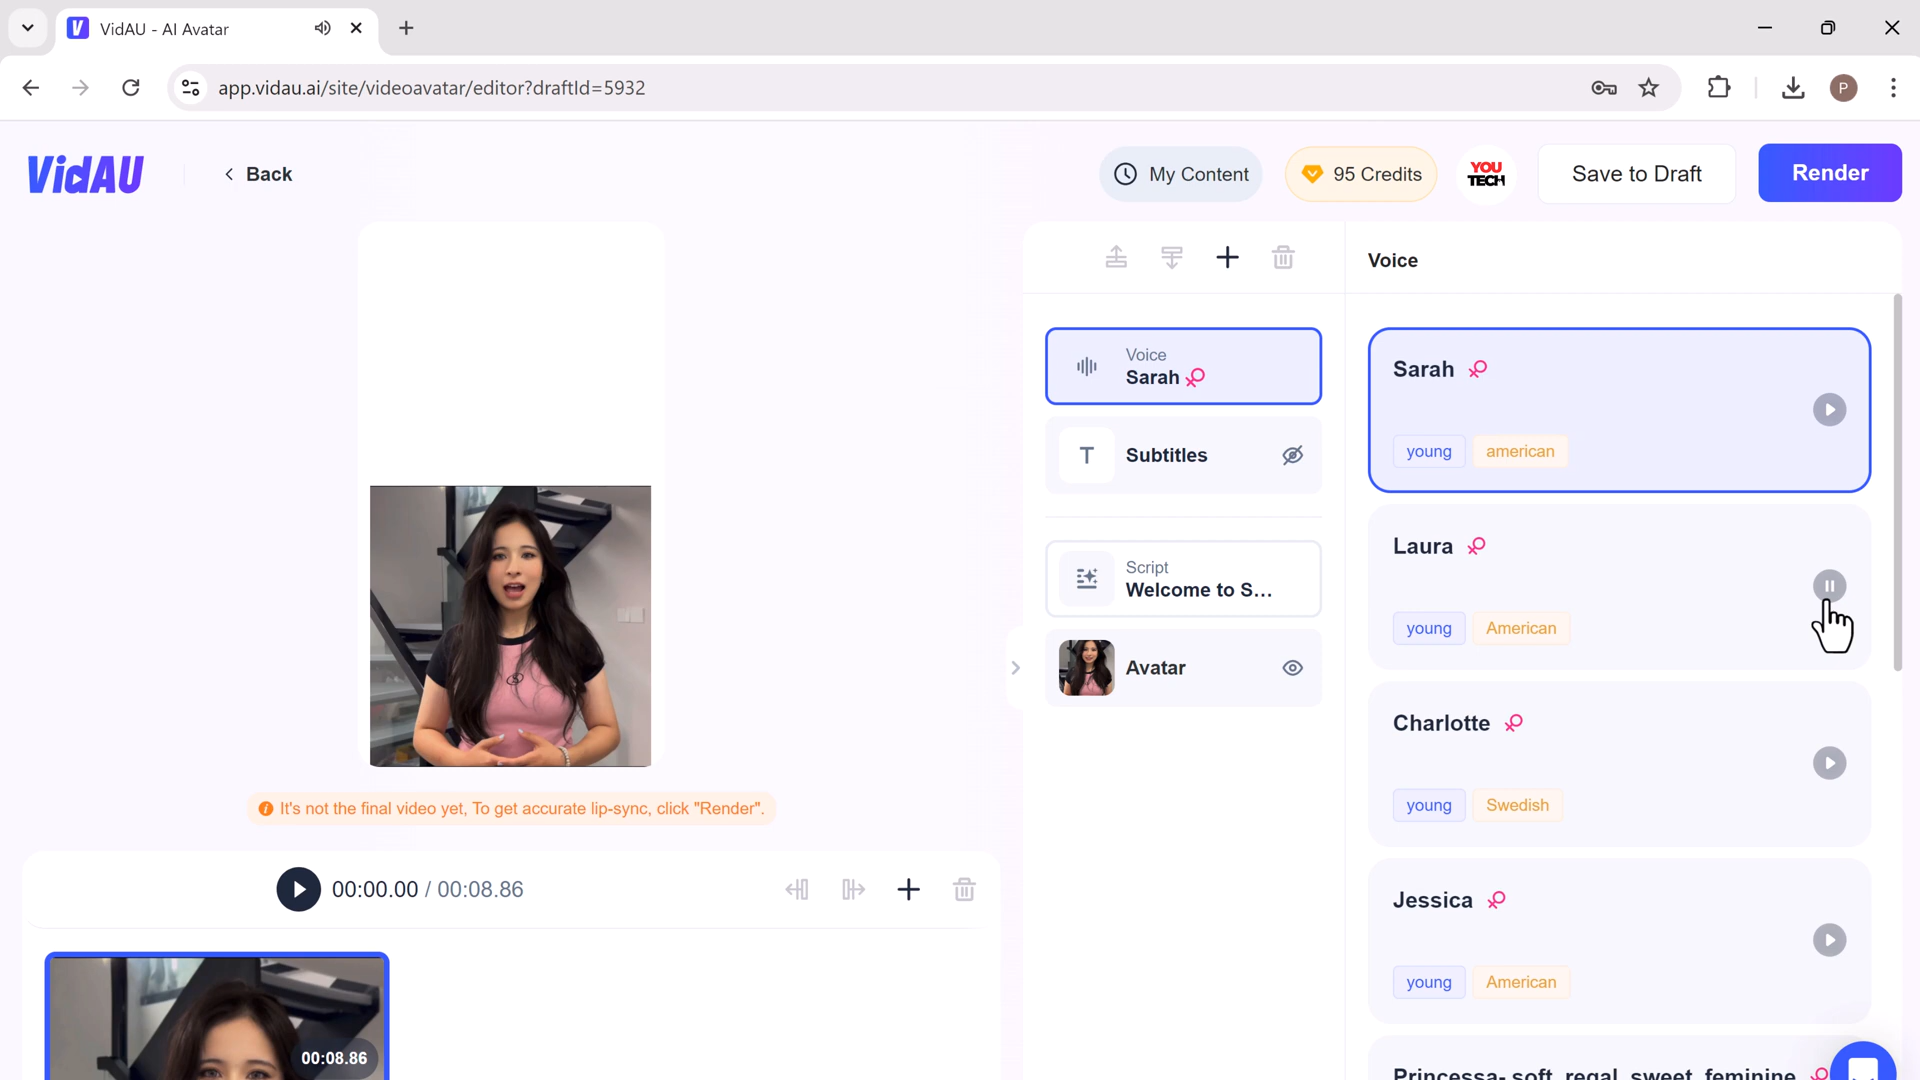 VidAU - AI Avatar
app.vidau.ai/site/videoavatar/editor?draftId=5932
P
VidAU
Back
My Content
95 Credits
YOU
TECH
Save to Draft
Render
Voice
Voice
Sarah
T Subtitles
Script
Welcome to S...
Avatar
Sarah
young american
Laura
young American
Charlotte
young Swedish
Jessica
young American
Princessa- soft, regal, sweet, feminine
It's not the final video yet, To get accurate lip-sync, click "Render".
00:00.00 / 00:08.86
00:08.86